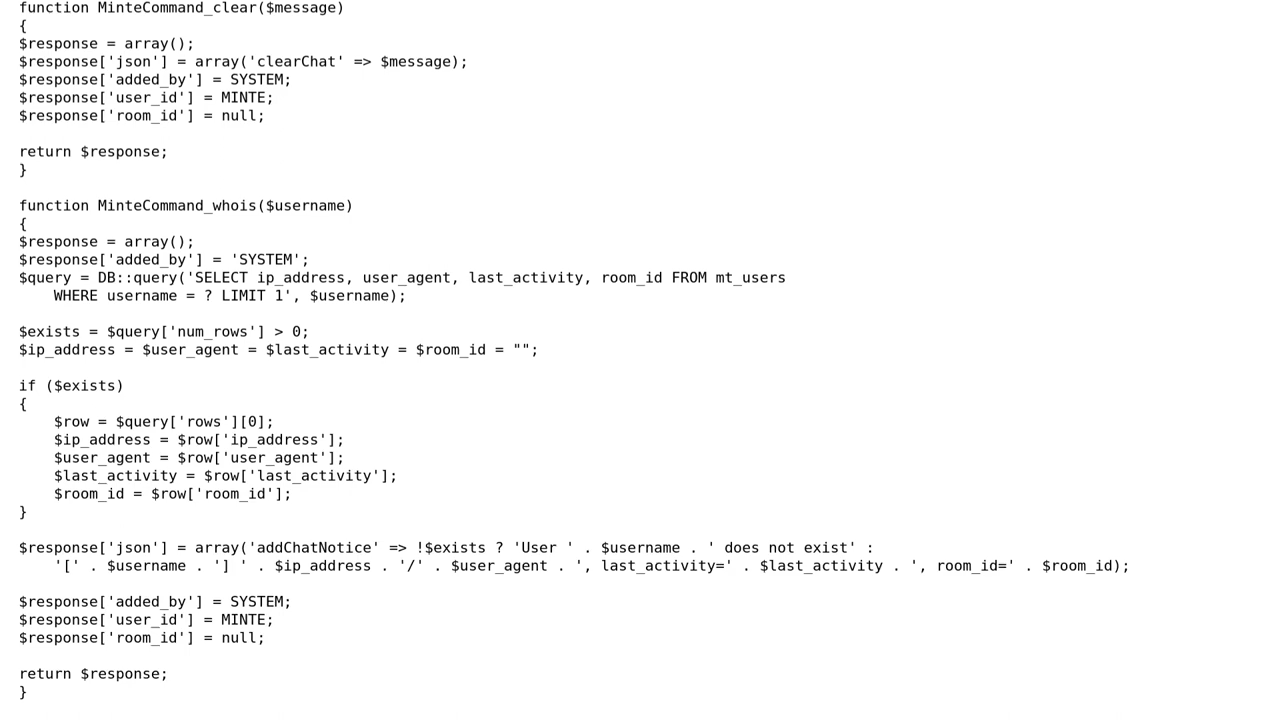 function MinteCommand_clear($message)
{
$response = array();
$response['json'] = array('clearChat' => $message);
$response['added_by'] = SYSTEM;
$response['user_id'] = MINTE;
$response['room_id'] = null;

return $response;
}

function MinteCommand_whois($username)
{
$response = array();
$response['added_by'] = 'SYSTEM';
$query = DB::query('SELECT ip_address, user_agent, last_activity, room_id FROM mt_users
    WHERE username = ? LIMIT 1', $username);

$exists = $query['num_rows'] > 0;
$ip_address = $user_agent = $last_activity = $room_id = "";

if ($exists)
{
    $row = $query['rows'][0];
    $ip_address = $row['ip_address'];
    $user_agent = $row['user_agent'];
    $last_activity = $row['last_activity'];
    $room_id = $row['room_id'];
}

$response['json'] = array('addChatNotice' => !$exists ? 'User ' . $username . ' does not exist' :
    '[' . $username . '] ' . $ip_address . '/' . $user_agent . ', last_activity=' . $last_activity . ', room_id=' . $room_id);

$response['added_by'] = SYSTEM;
$response['user_id'] = MINTE;
$response['room_id'] = null;

return $response;
}